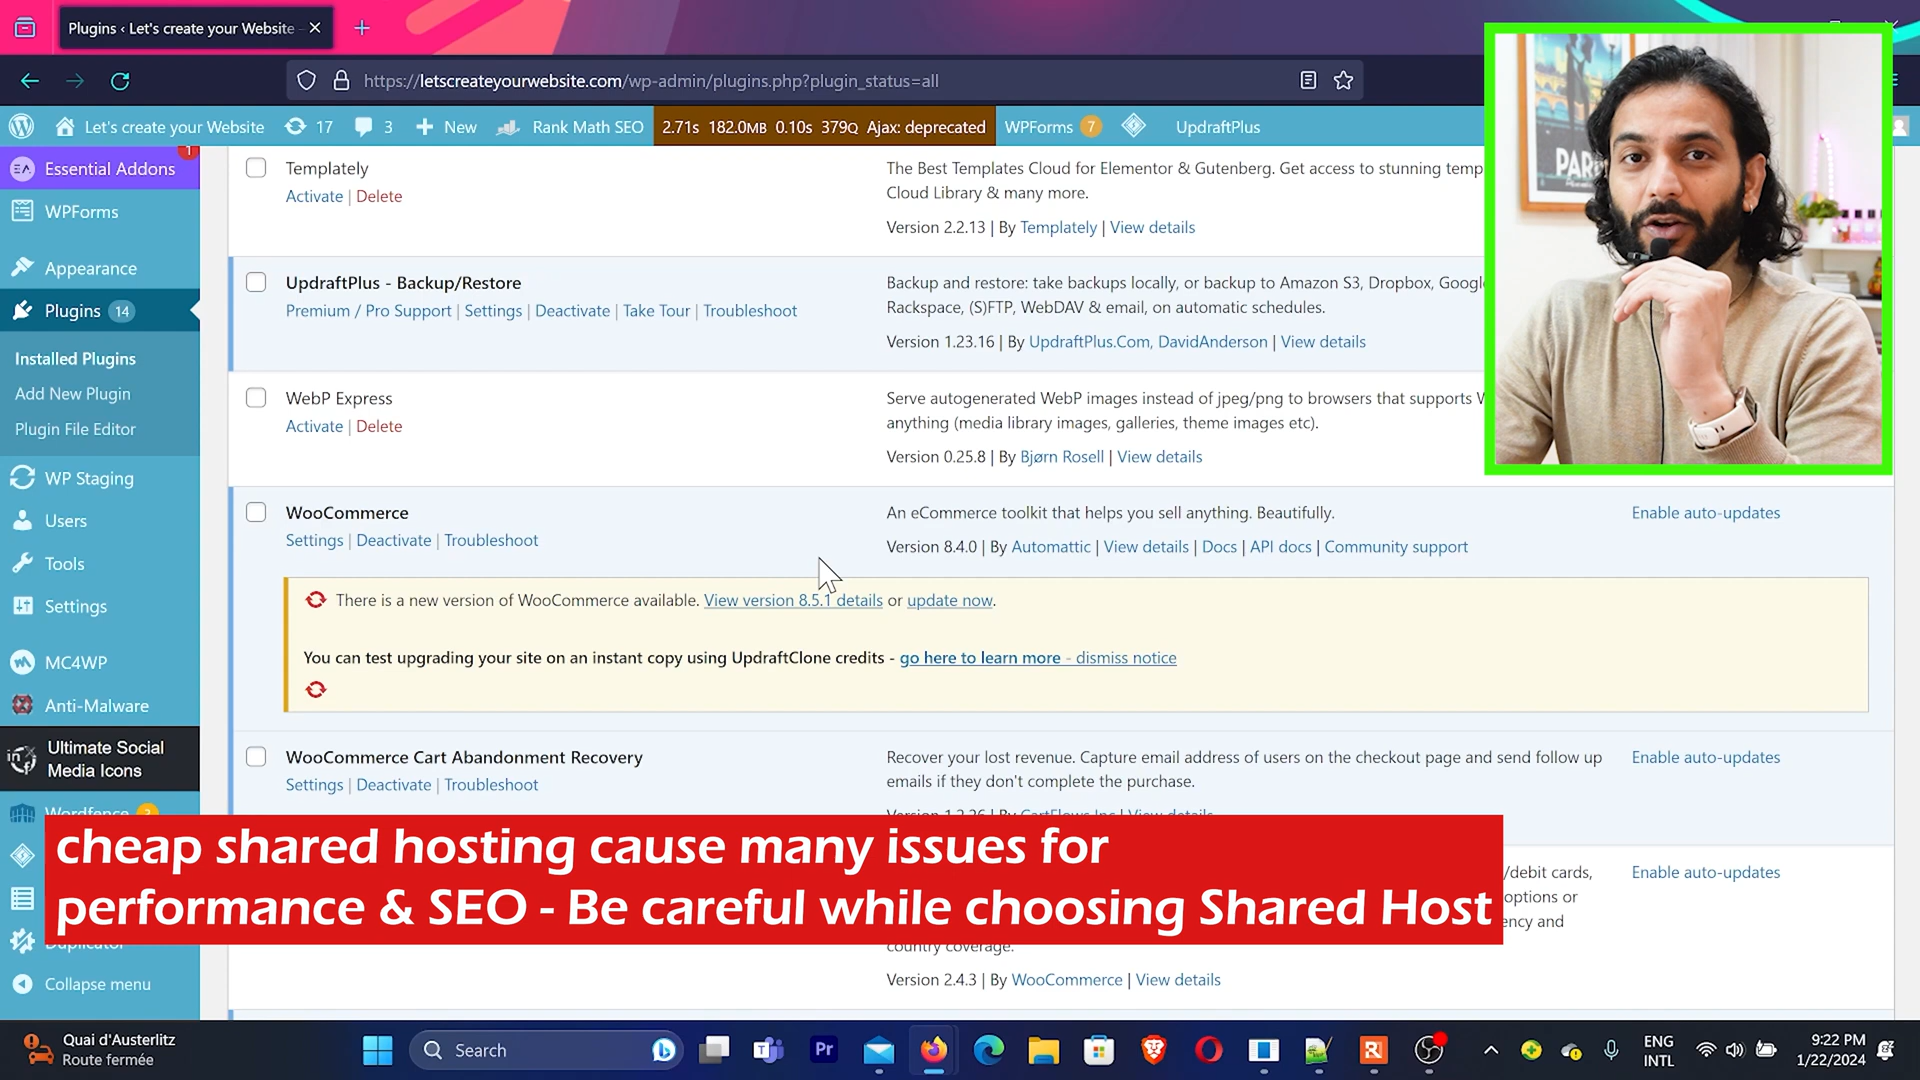 Plugins ‹ Let's create your Website -
https://letscreateyourwebsite.com/wp-admin/plugins.php?plugin_status=all
Let's create your Website 17 3 New Rank Math SEO 2.71s 182.0MB 0.10s 379Q Ajax: deprecated WPForms 7 UpdraftPlus
1
EA Essential Addons
WPForms
Appearance
Plugins 14
Installed Plugins
Add New Plugin
Plugin File Editor
WP Staging
Users
Tools
Settings
MC4WP
Anti-Malware
Ultimate Social
Media Icons
Collapse menu
Templately
Activate | Delete
The Best Templates Cloud for Elementor & Gutenberg. Get access to stunning temp
Cloud Library & many more.
Version 2.2.13 | By Templately | View details
UpdraftPlus - Backup/Restore
Premium / Pro Support | Settings | Deactivate | Take Tour | Troubleshoot
Backup and restore: take backups locally, or backup to Amazon S3, Dropbox, Google
Rackspace, (S)FTP, WebDAV & email, on automatic schedules.
Version 1.23.16 | By UpdraftPlus.Com, DavidAnderson | View details
WebP Express
Activate | Delete
Serve autogenerated WebP images instead of jpeg/png to browsers that supports W
anything (media library images, galleries, theme images etc).
Version 0.25.8 | By Bjørn Rosell | View details
WooCommerce
Settings | Deactivate | Troubleshoot
An eCommerce toolkit that helps you sell anything. Beautifully.
Version 8.4.0 | By Automattic | View details | Docs | API docs | Community support
Enable auto-updates
There is a new version of WooCommerce available. View version 8.5.1 details or update now.
You can test upgrading your site on an instant copy using UpdraftClone credits - go here to learn more - dismiss notice
WooCommerce Cart Abandonment Recovery
Settings | Deactivate | Troubleshoot
Recover your lost revenue. Capture email address of users on the checkout page and send follow up
emails if they don't complete the purchase.
Enable auto-updates
/debit cards,
options or
ency and
country coverage.
Version 2.4.3 | By WooCommerce | View details
Enable auto-updates
cheap shared hosting cause many issues for
performance & SEO - Be careful while choosing Shared Host
PAR
Quai d'Austerlitz
Route fermée
Search
Pr
ENG
INTL
9:22 PM
1/22/2024